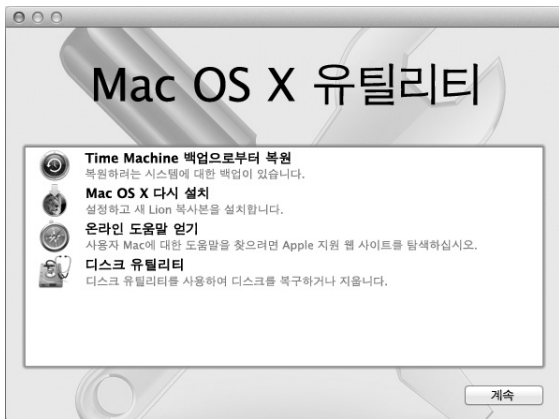 Mac OS X 유틸리티
Time Machine 백업으로부터 복원
복원하려는 시스템에 대한 백업이 있습니다.
Mac OS X 다시 설치
설정하고 새 Lion 복사본을 설치합니다.
온라인 도움말 얻기
사용자 Mac에 대한 도움말을 찾으려면 Apple 지원 웹 사이트를 탐색하십시오.
디스크 유틸리티
디스크 유틸리티를 사용하여 디스크를 복구하거나 지웁니다.
계속